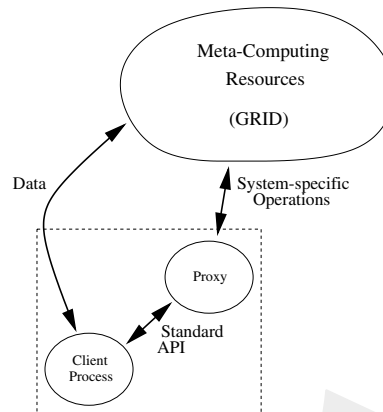 Meta-Computing
Resources
(GRID)
Data
System-specific
Operations
Proxy
Standard
API
Client
Process